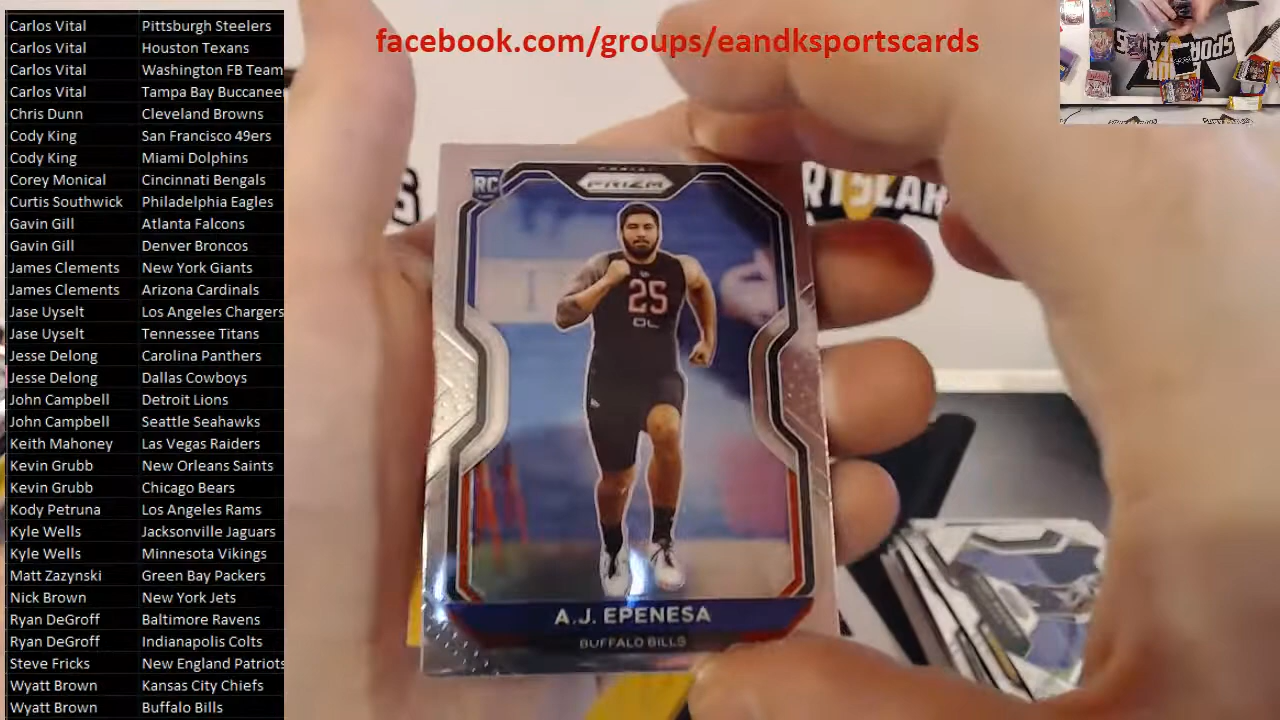 Carlos Vital Pittsburgh Steelers
Carlos Vital Houston Texans
Carlos Vital Washington FB Team
Carlos Vital Tampa Bay Buccanee
Chris Dunn Cleveland Browns
Cody King San Francisco 49ers
Cody King Miami Dolphins
Corey Monical Cincinnati Bengals
Curtis Southwick Philadelphia Eagles
Gavin Gill Atlanta Falcons
Gavin Gill Denver Broncos
James Clements New York Giants
James Clements Arizona Cardinals
Jase Uyselt Los Angeles Chargers
Jase Uyselt Tennessee Titans
Jesse Delong Carolina Panthers
Jesse Delong Dallas Cowboys
John Campbell Detroit Lions
John Campbell Seattle Seahawks
Keith Mahoney Las Vegas Raiders
Kevin Grubb New Orleans Saints
Kevin Grubb Chicago Bears
Kody Petruna Los Angeles Rams
Kyle Wells Jacksonville Jaguars
Kyle Wells Minnesota Vikings
Matt Zazynski Green Bay Packers
Nick Brown New York Jets
Ryan DeGroff Baltimore Ravens
Ryan DeGroff Indianapolis Colts
Steve Fricks New England Patriots
Wyatt Brown Kansas City Chiefs
Wyatt Brown Buffalo Bills
facebook.com/groups/eandksportscards
RC
PRIZM
25
OL
A.J. EPENESA
BUFFALO BILLS